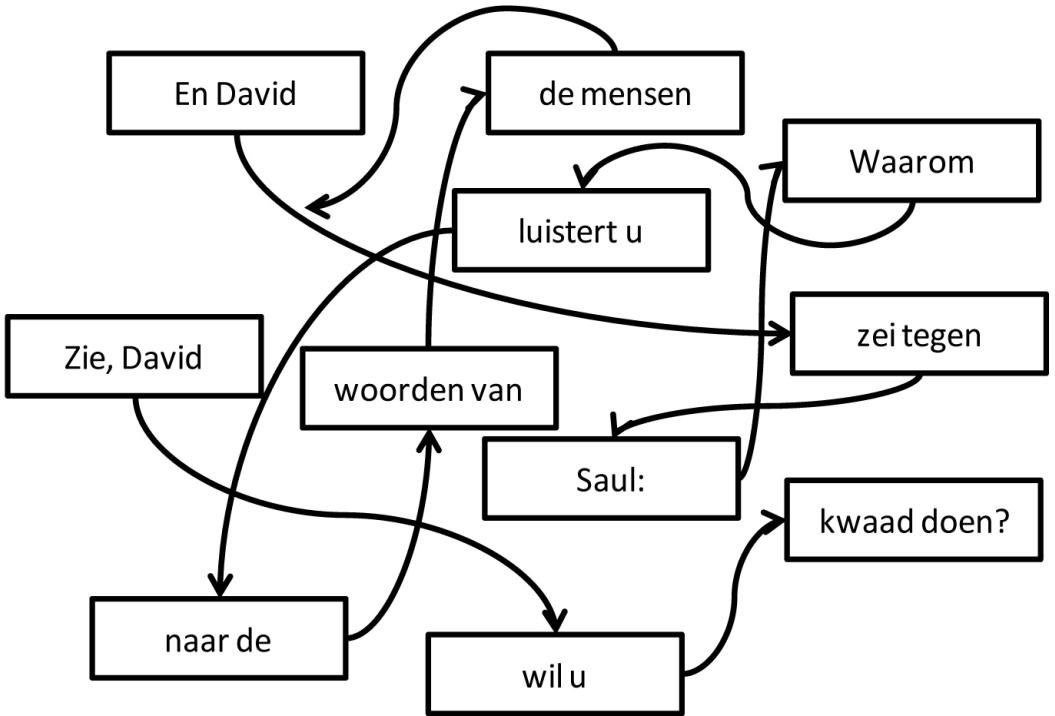 En David
de mensen
Waarom
luistert u
zei tegen
Zie, David
woorden van
Saul:
kwaad doen?
naar de
wil u